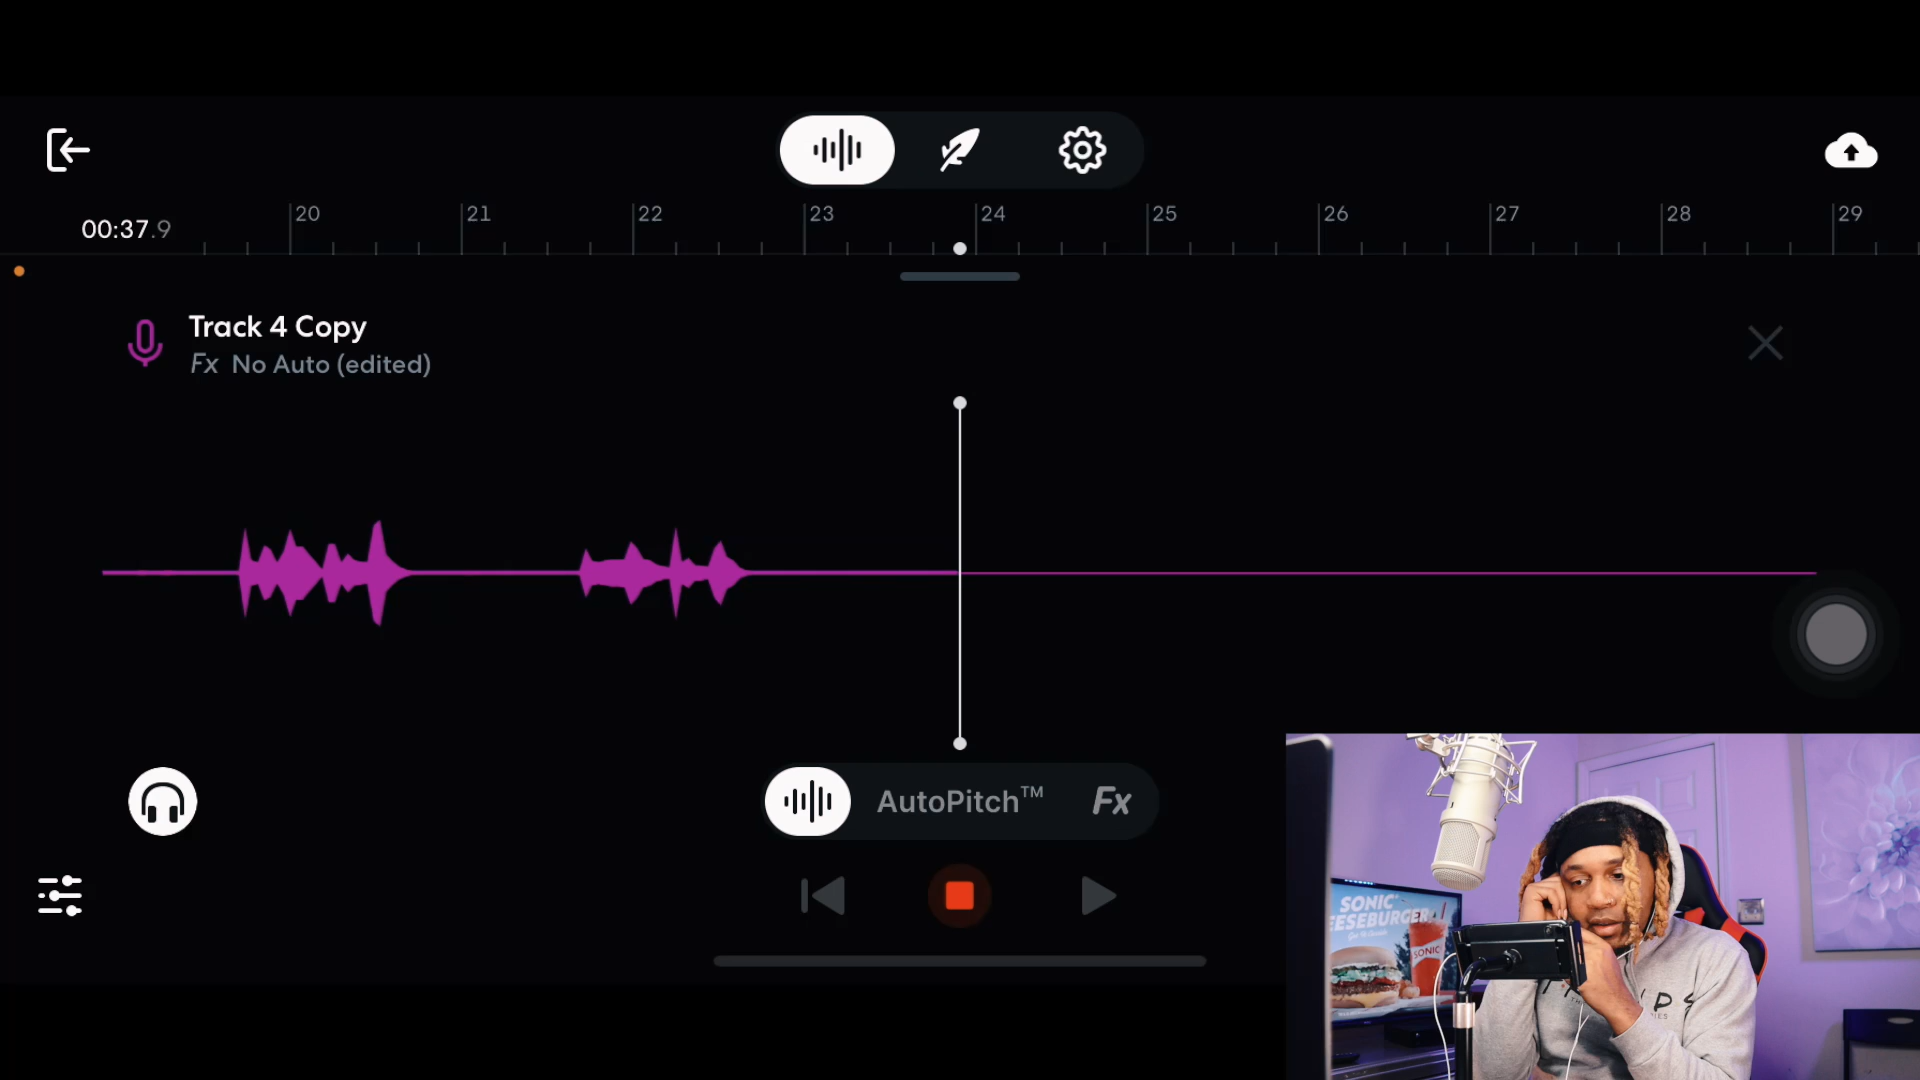 20 21 22 23 24 25 26 27 28 29
00:37.9
Track 4 Copy
Fx No Auto (edited)
AutoPitch™ Fx
SONIC
SONIC